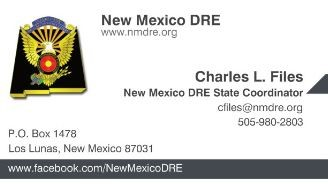 New Mexico DRE
www.nmdre.org
Charles L. Files
New Mexico DRE State Coordinator
cfiles@nmdre.org
505-980-2803
P.O. Box 1478
Los Lunas, New Mexico 87031
www.facebook.com/NewMexicoDRE